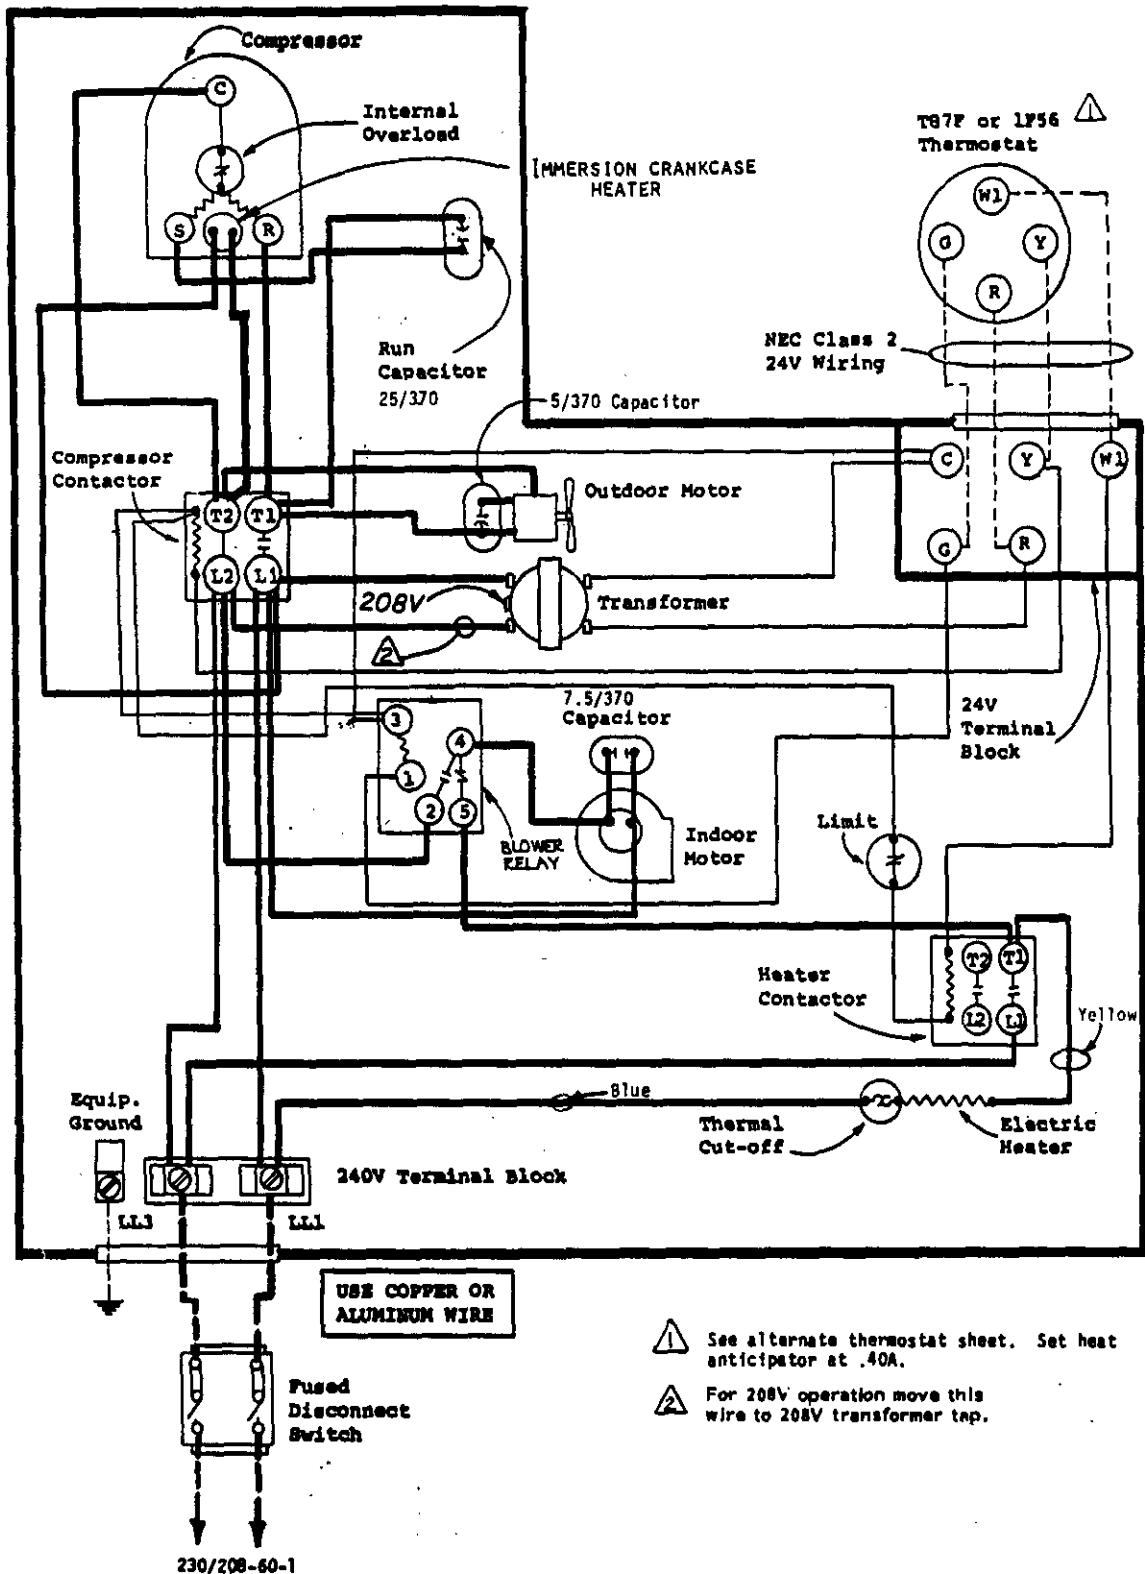 Compressor
C
Internal
Overload
IMMERSION CRANKCASE
HEATER
S
R
Run
Capacitor
25/370
T87F or 1F56
1
Thermostat
W1
G
Y
R
NEC Class 2
24V Wiring
5/370 Capacitor
Compressor
Contactor
T2
T1
L2
L1
Outdoor Motor
C
Y
W1
G
R
208V
Transformer
2
24V
Terminal
Block
7.5/370
Capacitor
3
4
1
2
5
BLOWER
RELAY
Indoor
Motor
Limit
Heater
Contactor
T2
T1
L2
L1
Yellow
Blue
Thermal
Cut-off
Electric
Heater
Equip.
Ground
240V Terminal Block
LL3
LL1
USE COPPER OR
ALUMINUM WIRE
1 See alternate thermostat sheet. Set heat
anticipator at .40A.
2 For 208V operation move this
wire to 208V transformer tap.
Fused
Disconnect
Switch
230/208-60-1